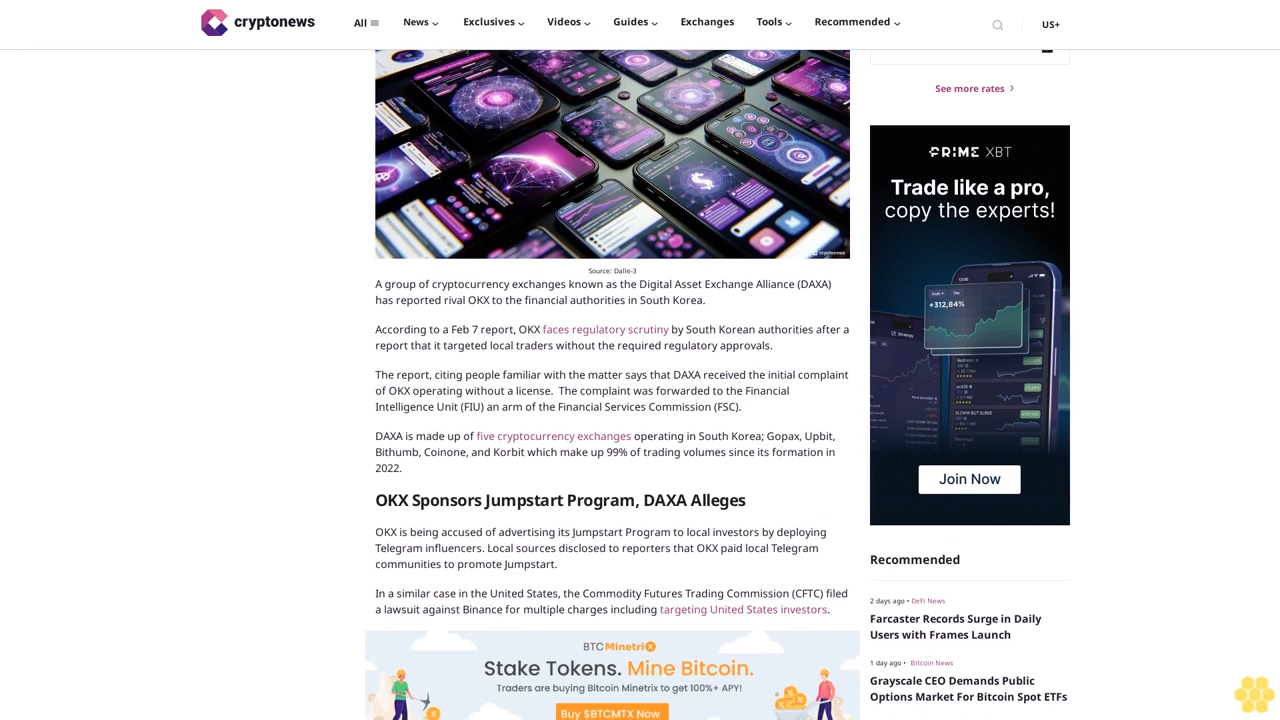 cryptonews
All
News
Exclusives
Videos
Guides
Exchanges
Tools
Recommended
US+
cryptonews
Source: Dalle-3
A group of cryptocurrency exchanges known as the Digital Asset Exchange Alliance (DAXA)
has reported rival OKX to the financial authorities in South Korea.
According to a Feb 7 report, OKX faces regulatory scrutiny by South Korean authorities after a
report that it targeted local traders without the required regulatory approvals.
The report, citing people familiar with the matter says that DAXA received the initial complaint
of OKX operating without a license.  The complaint was forwarded to the Financial
Intelligence Unit (FIU) an arm of the Financial Services Commission (FSC).
DAXA is made up of five cryptocurrency exchanges operating in South Korea; Gopax, Upbit,
Bithumb, Coinone, and Korbit which make up 99% of trading volumes since its formation in
2022.
OKX Sponsors Jumpstart Program, DAXA Alleges
OKX is being accused of advertising its Jumpstart Program to local investors by deploying
Telegram influencers. Local sources disclosed to reporters that OKX paid local Telegram
communities to promote Jumpstart.
In a similar case in the United States, the Commodity Futures Trading Commission (CFTC) filed
a lawsuit against Binance for multiple charges including targeting United States investors.
BTC Minetrix
Stake Tokens. Mine Bitcoin.
Traders are buying Bitcoin Minetrix to get 100%+ APY!
Buy $BTCMTX Now
See more rates
PRIME XBT
Trade like a pro,
copy the experts!
+312,84%
Strategy
SLOW BUT SURE
Join Now
Recommended
2 days ago • DeFi News
Farcaster Records Surge in Daily
Users with Frames Launch
1 day ago • Bitcoin News
Grayscale CEO Demands Public
Options Market For Bitcoin Spot ETFs